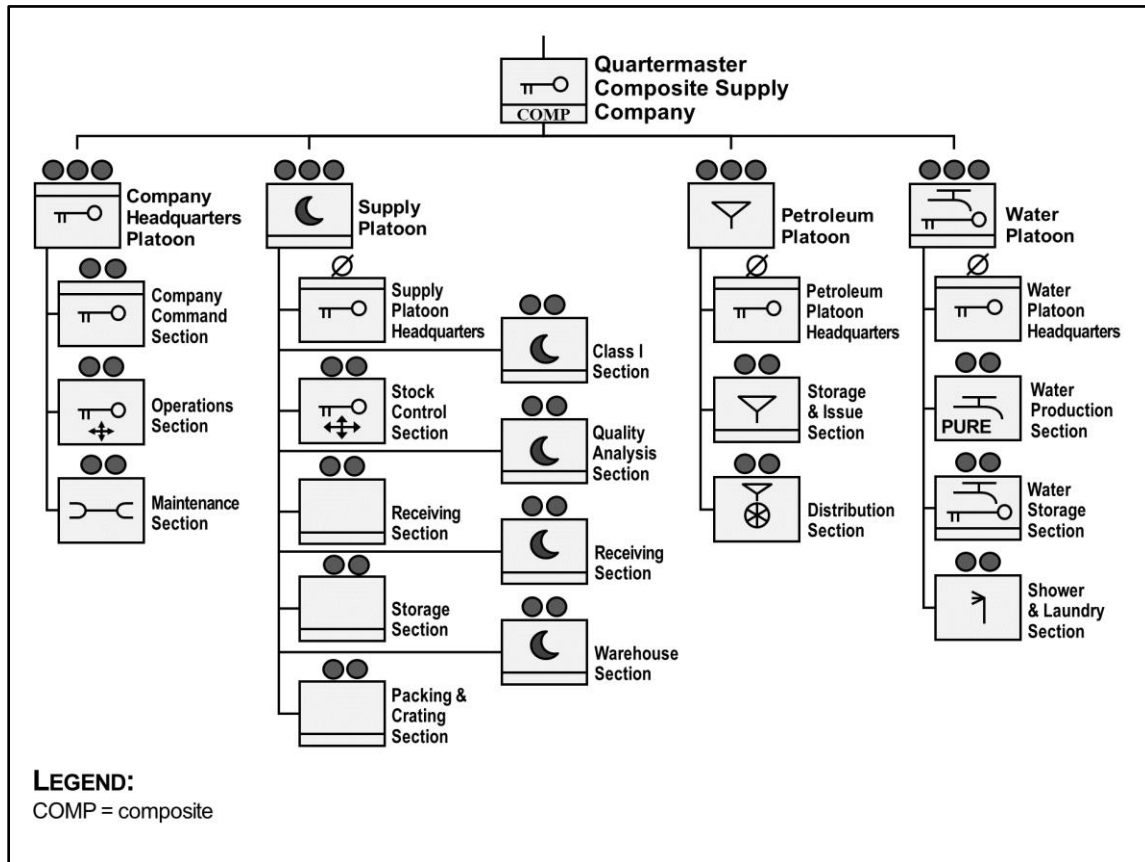 Quartermaster
Composite Supply
Company
COMP
Company
Headquarters
Platoon
Company
Command
Section
Operations
Section
Maintenance
Section
Supply
Platoon
Supply
Platoon
Headquarters
Class I
Section
Stock
Control
Section
Quality
Analysis
Section
Receiving
Section
Receiving
Section
Storage
Section
Warehouse
Section
Packing &
Crating
Section
Petroleum
Platoon
Petroleum
Platoon
Headquarters
Storage
& Issue
Section
Distribution
Section
Water
Platoon
Water
Platoon
Headquarters
Water
Production
Section
PURE
Water
Storage
Section
Shower
& Laundry
Section
LEGEND:
COMP = composite